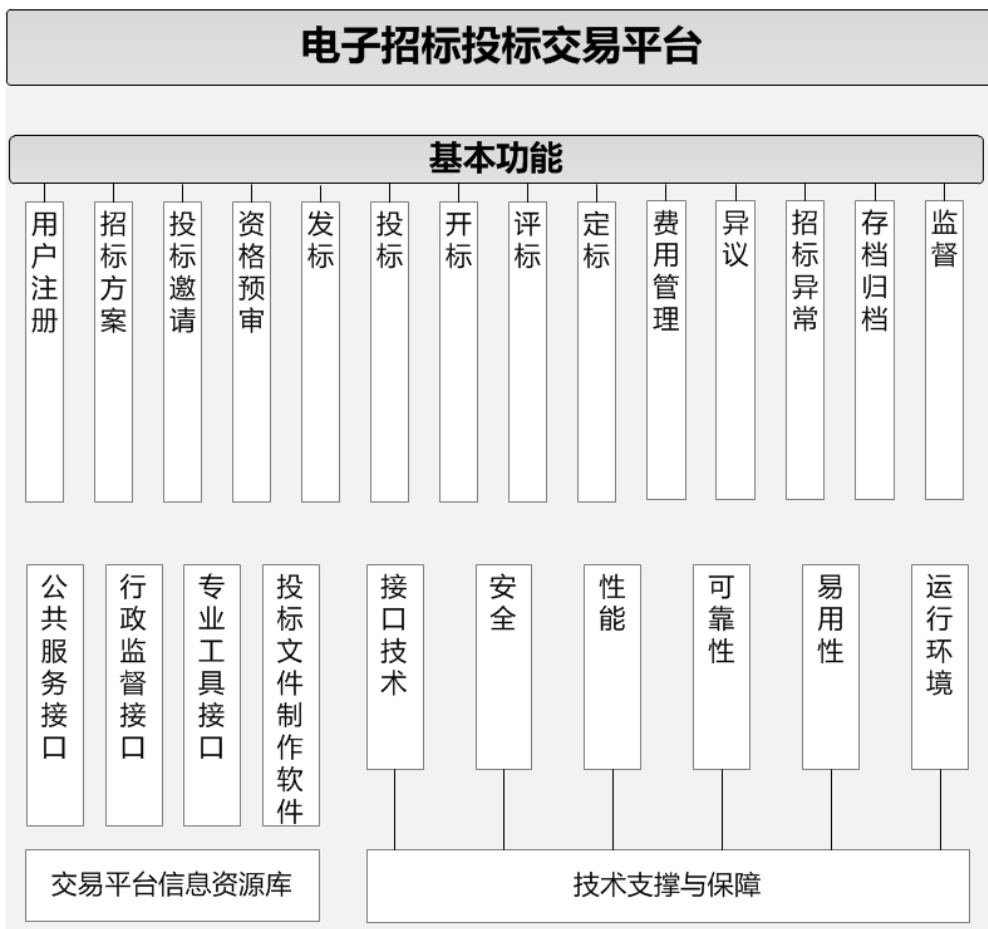 电子招标投标交易平台
基本功能
用户注册
招标方案
投标邀请
资格预审
发标
投标
开标
评标
定标
费用管理
异议
招标异常
存档归档
监督
公共服务接口
行政监督接口
专业工具接口
投标文件制作软件
接口技术
安全
性能
可靠性
易用性
运行环境
交易平台信息资源库
技术支撑与保障